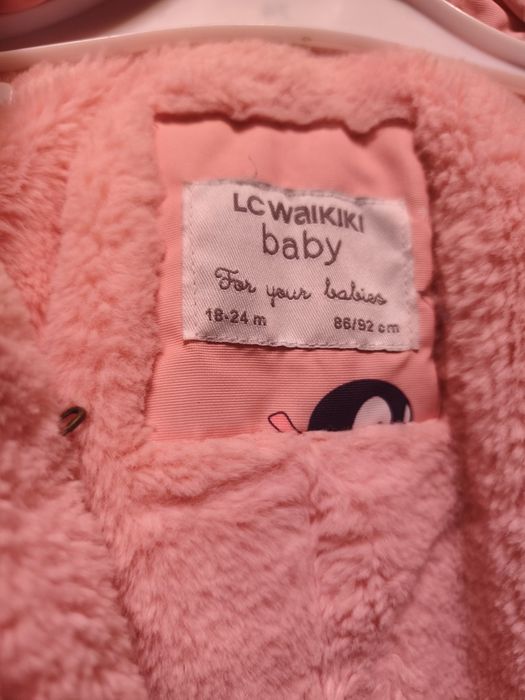 LC WaIKIKI
baby
For your babies
18-24 m 86/92 cm